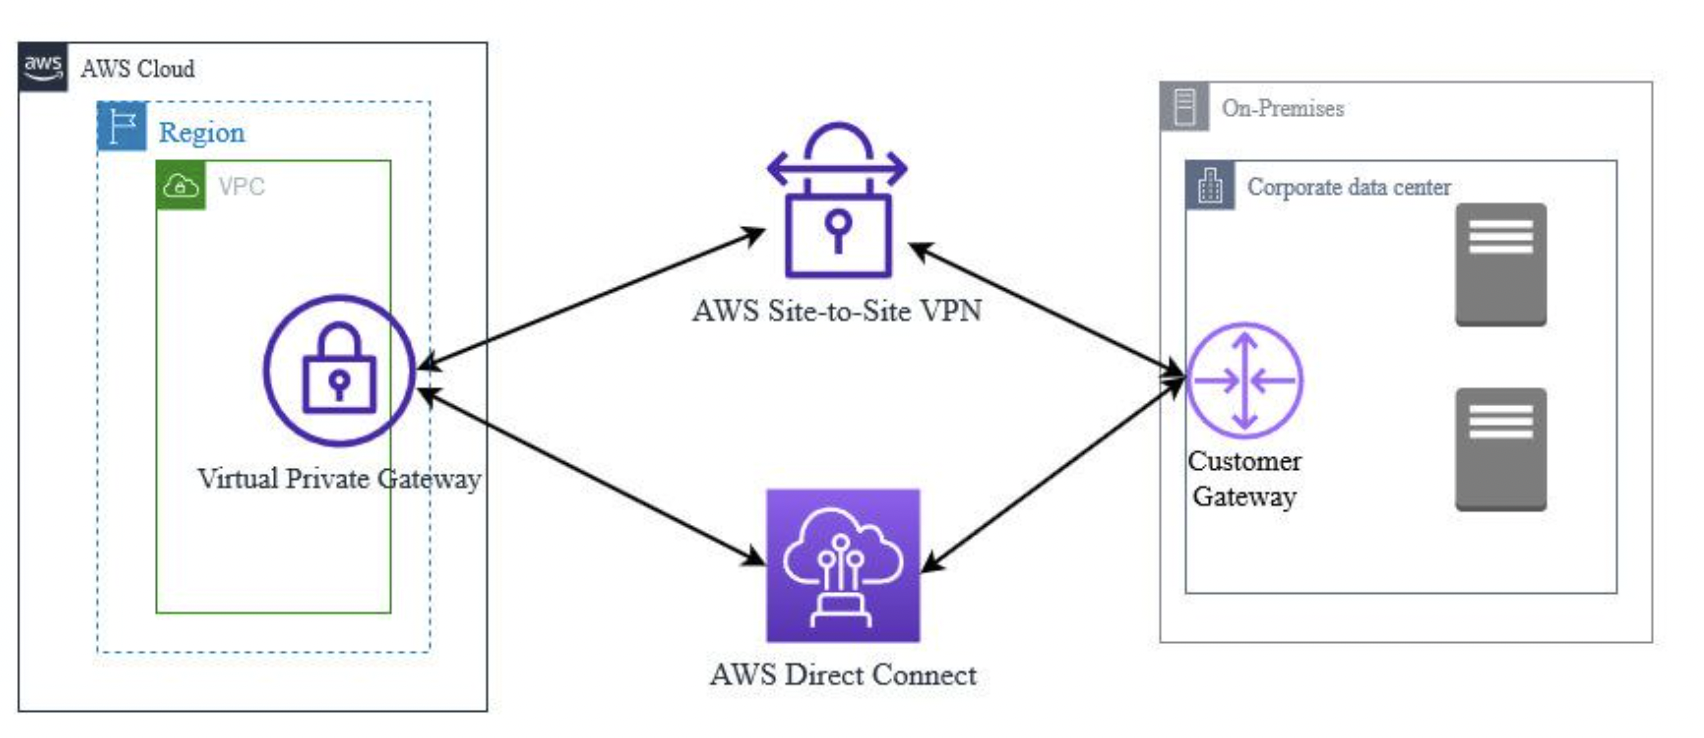 aws
AWS Cloud
Region
VPC
Virtual Private Gateway
AWS Site-to-Site VPN
AWS Direct Connect
On-Premises
Corporate data center
Customer
Gateway